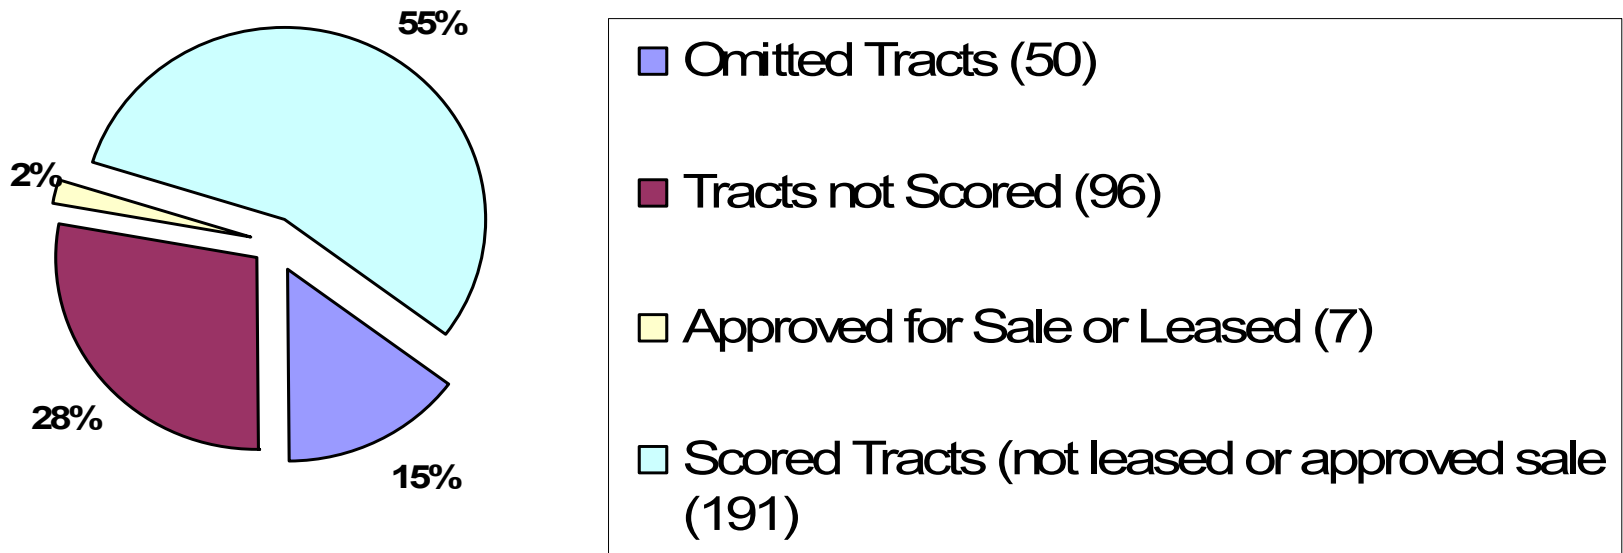 55%
2%
28%
15%
Omitted Tracts (50)
Tracts not Scored (96)
Approved for Sale or Leased (7)
Scored Tracts (not leased or approved sale
(191)